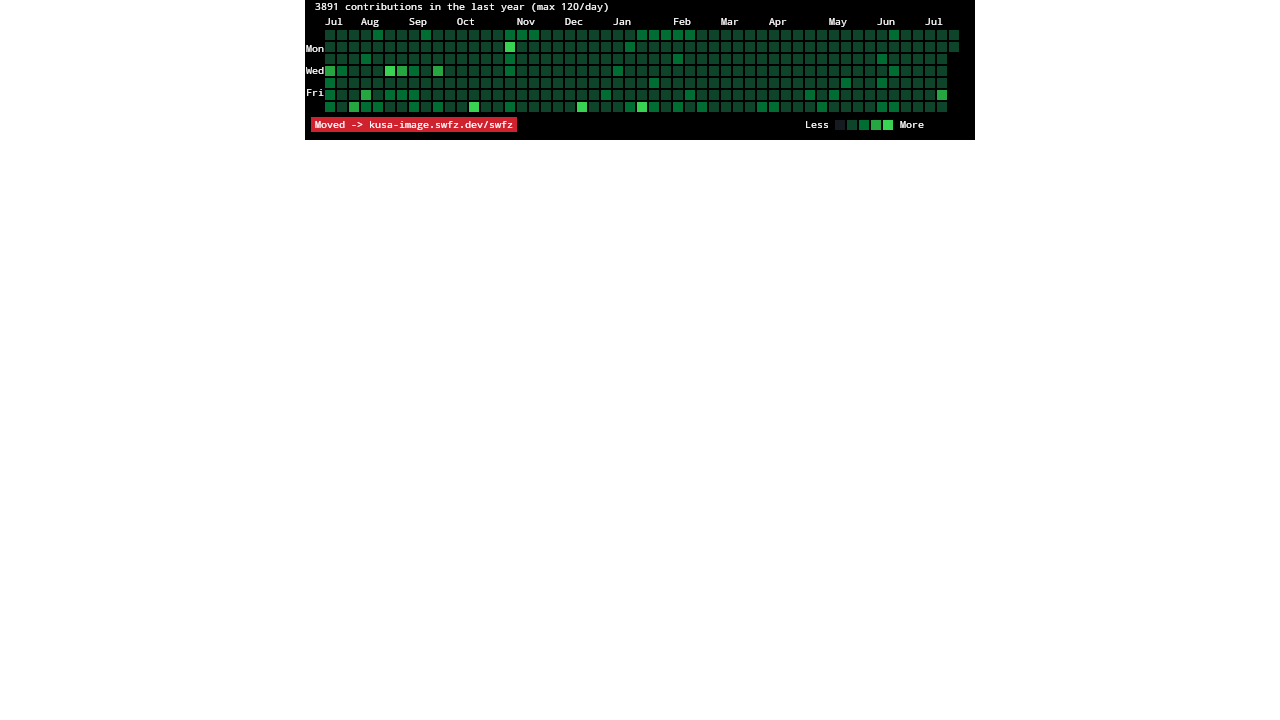 3891 contributions in the last year (max 120/day)
Jul Aug Sep Oct Nov Dec Jan Feb Mar Apr May Jun Jul
Mon
Wed
Fri
Moved -> kusa-image.swfz.dev/swfz
Less More